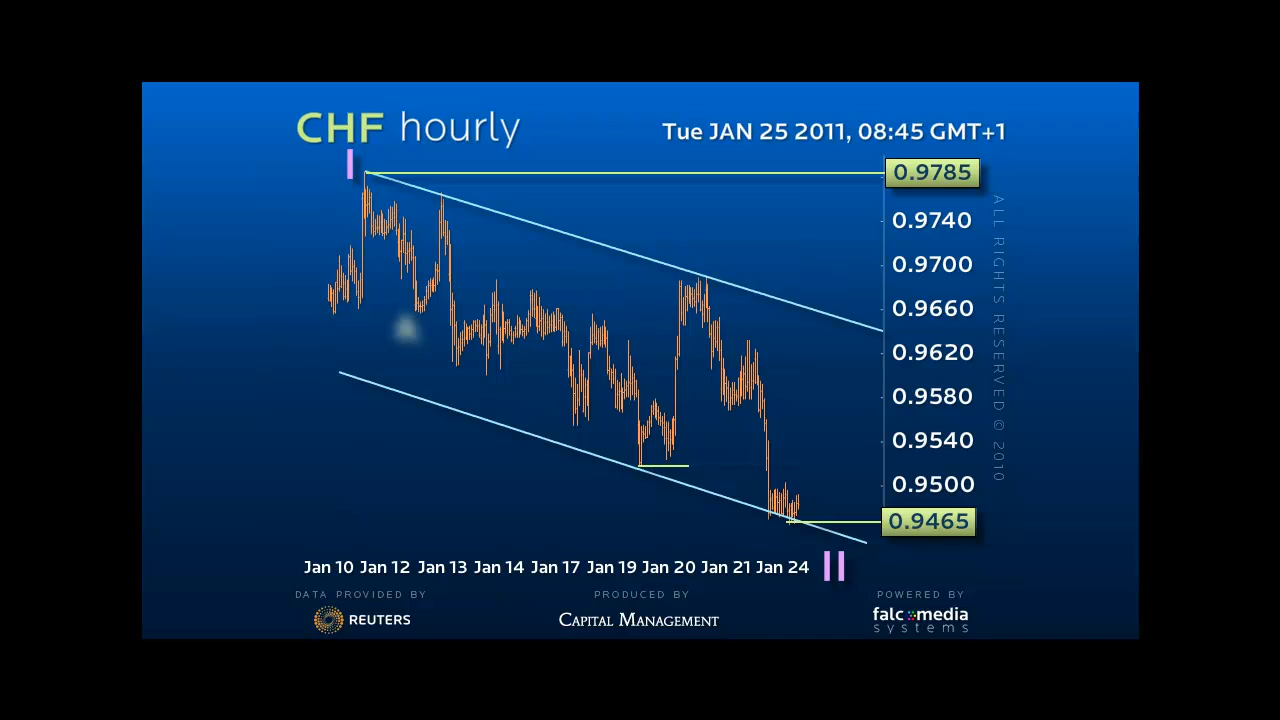 CHF hourly
Tue JAN 25 2011, 08:45 GMT+1
I
0.9785
0.9740
0.9700
0.9660
0.9620
0.9580
0.9540
0.9500
0.9465
ALL RIGHTS RESERVED © 2010
Jan 10 Jan 12 Jan 13 Jan 14 Jan 17 Jan 19 Jan 20 Jan 21 Jan 24
II
DATA PROVIDED BY
REUTERS
PRODUCED BY
CAPITAL MANAGEMENT
POWERED BY
falc media
systems